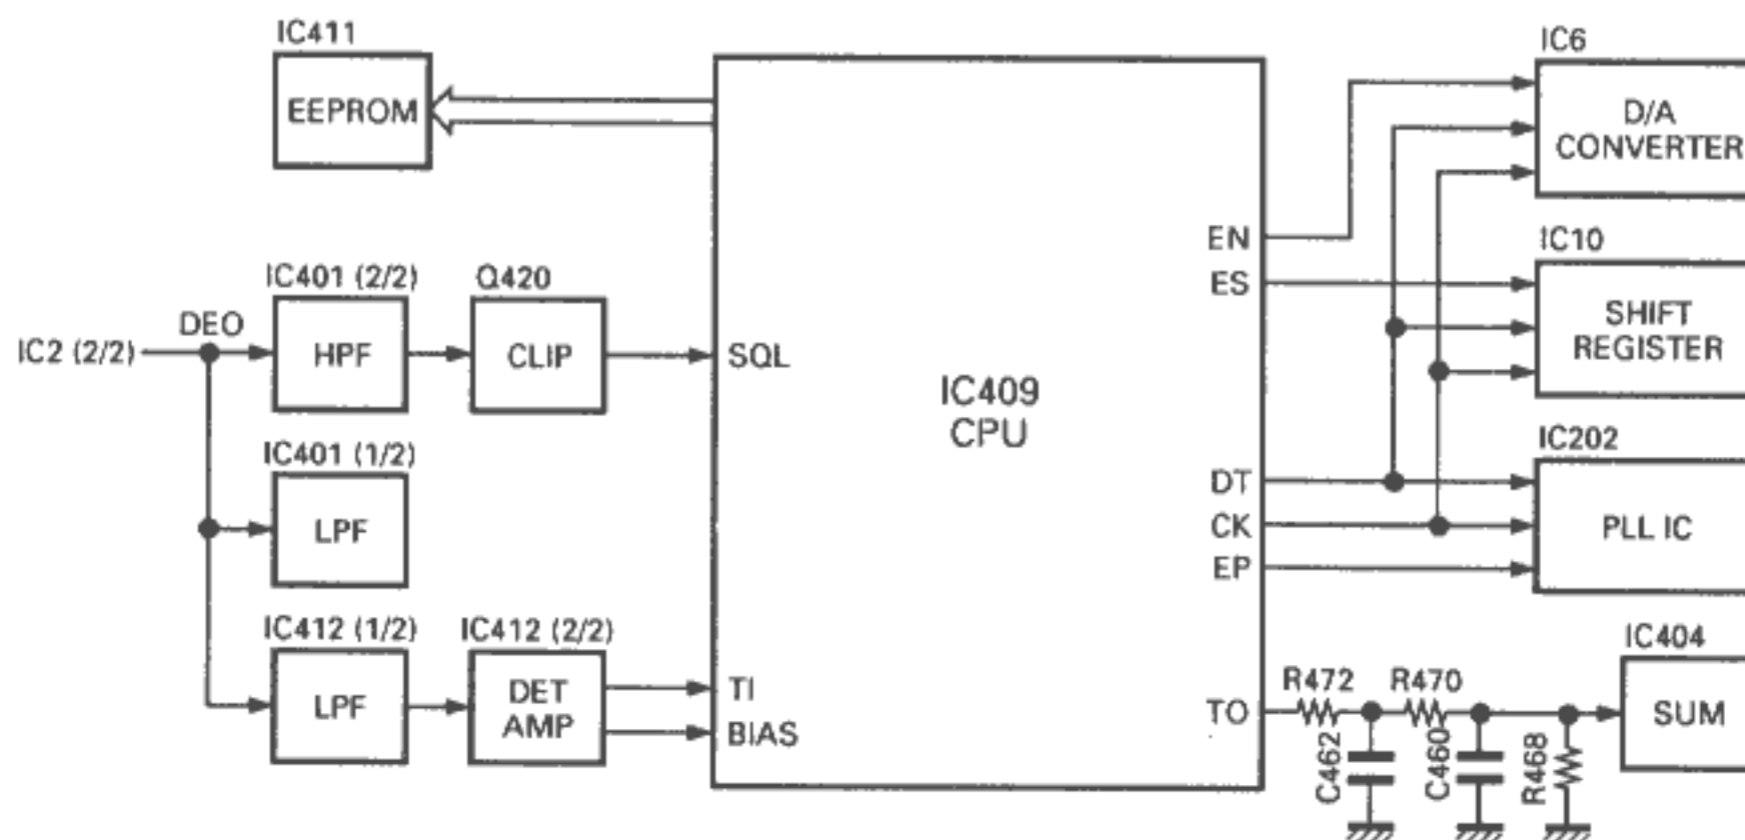 IC411
EEPROM
IC401 (2/2)
Q420
DEO
IC2 (2/2)
HPF
CLIP
IC401 (1/2)
LPF
IC412 (1/2)
IC412 (2/2)
LPF
DET
AMP
SQL
TI
BIAS
IC409
CPU
EN
ES
DT
CK
EP
TO
IC6
D/A
CONVERTER
IC10
SHIFT
REGISTER
IC202
PLL IC
IC404
SUM
R472
R470
C462
C460
R468